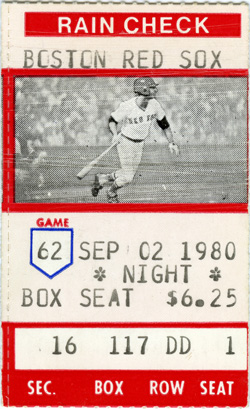 RAIN CHECK
BOSTON RED SOX
GAME
62 SEP 02 1980
* NIGHT *
BOX SEAT $6.25
16 117 DD 1
SEC. BOX ROW SEAT